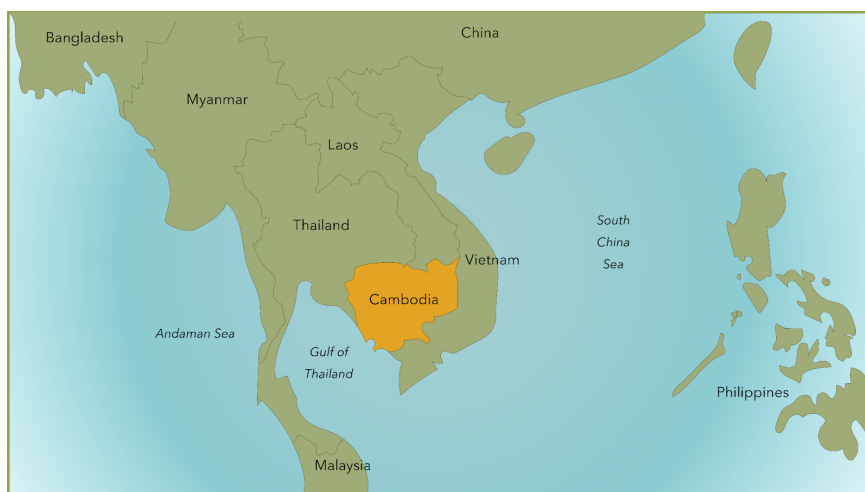 China
Bangladesh
Myanmar
Laos
Thailand
South
China
Sea
Vietnam
Cambodia
Andaman Sea
Gulf of
Thailand
Philippines
Malaysia